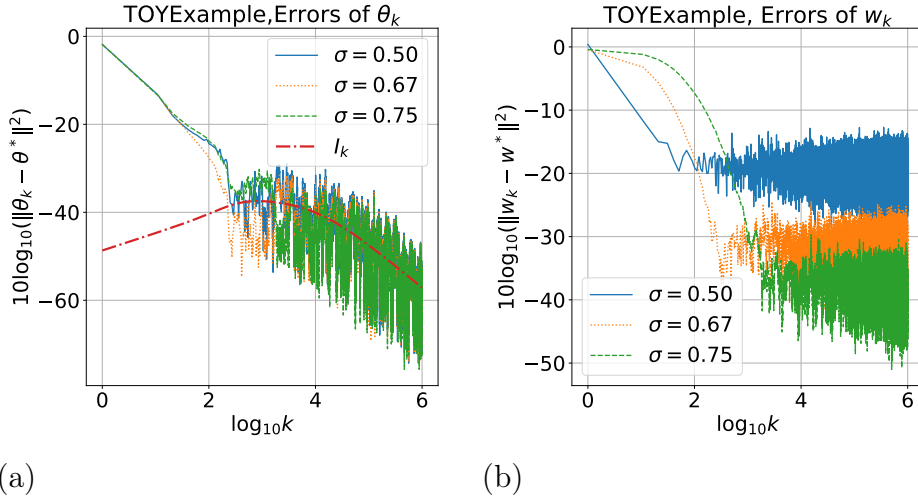 TOYExample,Errors of θ_k
0
−20
−40
−60
0
2
4
6
10log₁₀(‖θ_k − θ*‖²)
log₁₀k
σ = 0.50
σ = 0.67
σ = 0.75
I_k
TOYExample, Errors of w_k
0
−10
−20
−30
−40
−50
0
2
4
6
10log₁₀(‖w_k − w*‖²)
log₁₀k
σ = 0.50
σ = 0.67
σ = 0.75
(a)
(b)